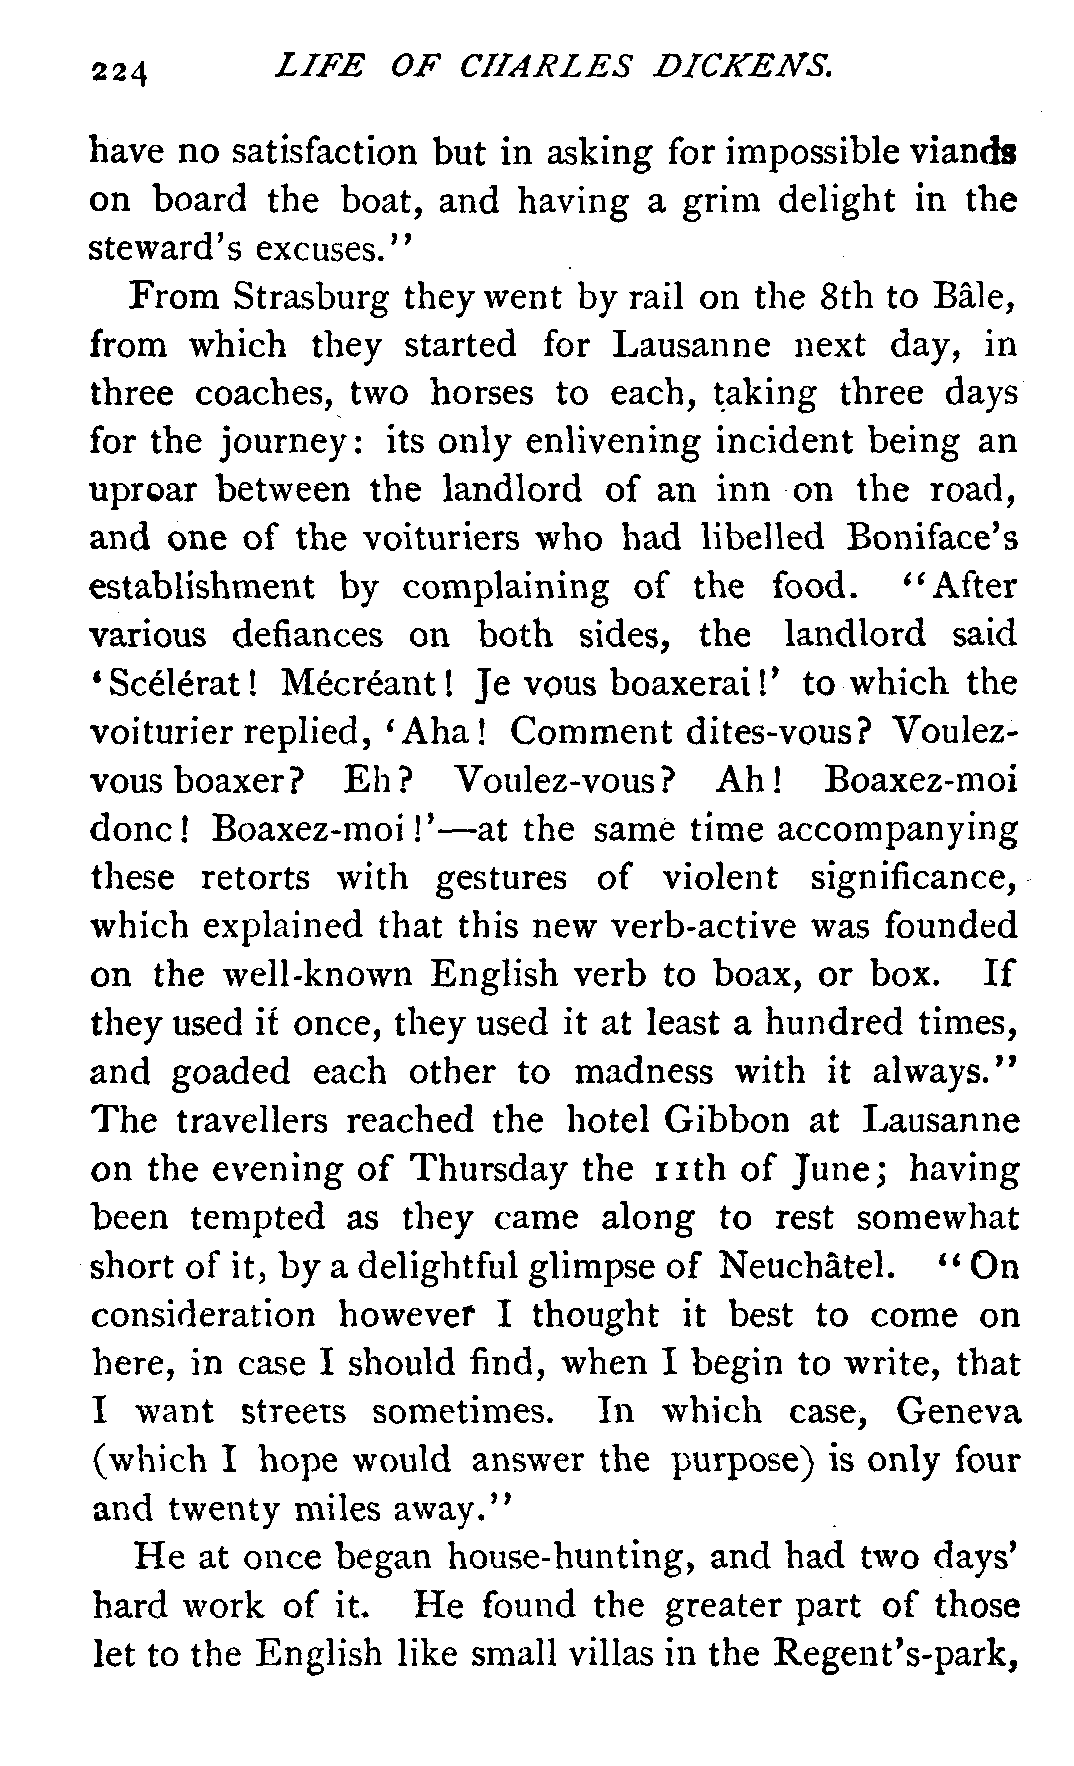 224 LIFE OF CHARLES DICKENS.
have no satisfaction but in asking for impossible viands
on board the boat, and having a grim delight in the
steward's excuses."
From Strasburg they went by rail on the 8th to Bâle,
from which they started for Lausanne next day, in
three coaches, two horses to each, taking three days
for the journey: its only enlivening incident being an
uproar between the landlord of an inn on the road,
and one of the voituriers who had libelled Boniface's
establishment by complaining of the food. "After
various defiances on both sides, the landlord said
'Scélérat! Mécréant! Je vous boaxerai!' to which the
voiturier replied, 'Aha! Comment dites-vous? Voulez-
vous boaxer? Eh? Voulez-vous? Ah! Boaxez-moi
donc! Boaxez-moi!'—at the same time accompanying
these retorts with gestures of violent significance,
which explained that this new verb-active was founded
on the well-known English verb to boax, or box. If
they used it once, they used it at least a hundred times,
and goaded each other to madness with it always."
The travellers reached the hotel Gibbon at Lausanne
on the evening of Thursday the 11th of June; having
been tempted as they came along to rest somewhat
short of it, by a delightful glimpse of Neuchâtel. "On
consideration however I thought it best to come on
here, in case I should find, when I begin to write, that
I want streets sometimes. In which case, Geneva
(which I hope would answer the purpose) is only four
and twenty miles away."
He at once began house-hunting, and had two days'
hard work of it. He found the greater part of those
let to the English like small villas in the Regent's-park,